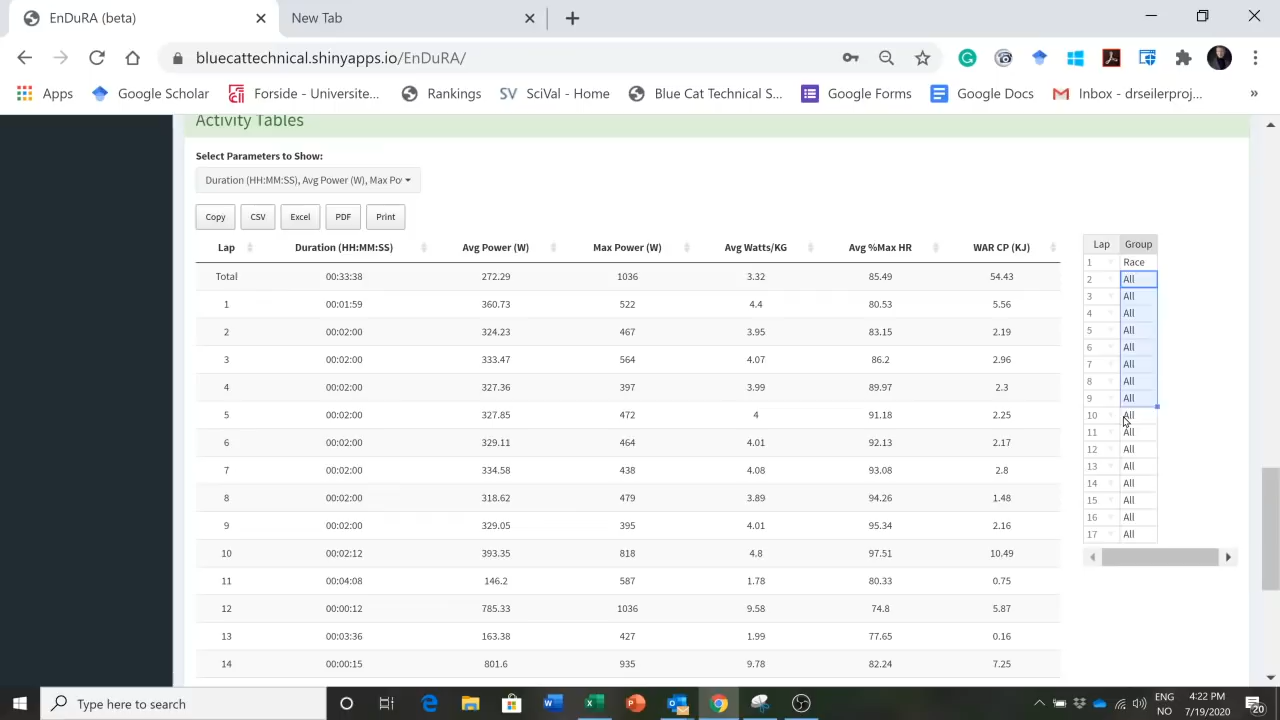 EnDuRA (beta)
New Tab
bluecattechnical.shinyapps.io/EnDuRA/
Apps Google Scholar Forside - Universite... Rankings SciVal - Home Blue Cat Technical S... Google Forms Google Docs Inbox - drseilerproj... »
Activity Tables
Select Parameters to Show:
Duration (HH:MM:SS), Avg Power (W), Max Po
Copy CSV Excel PDF Print
Lap Duration (HH:MM:SS) Avg Power (W) Max Power (W) Avg Watts/KG Avg %Max HR WAR CP (KJ)
Total 00:33:38 272.29 1036 3.32 85.49 54.43
1 00:01:59 360.73 522 4.4 80.53 5.56
2 00:02:00 324.23 467 3.95 83.15 2.19
3 00:02:00 333.47 564 4.07 86.2 2.96
4 00:02:00 327.36 397 3.99 89.97 2.3
5 00:02:00 327.85 472 4 91.18 2.25
6 00:02:00 329.11 464 4.01 92.13 2.17
7 00:02:00 334.58 438 4.08 93.08 2.8
8 00:02:00 318.62 479 3.89 94.26 1.48
9 00:02:00 329.05 395 4.01 95.34 2.16
10 00:02:12 393.35 818 4.8 97.51 10.49
11 00:04:08 146.2 587 1.78 80.33 0.75
12 00:00:12 785.33 1036 9.58 74.8 5.87
13 00:03:36 163.38 427 1.99 77.65 0.16
14 00:00:15 801.6 935 9.78 82.24 7.25
Lap Group
1 Race
2 All
3 All
4 All
5 All
6 All
7 All
8 All
9 All
10 All
11 All
12 All
13 All
14 All
15 All
16 All
17 All
Type here to search
ENG
NO
4:22 PM
7/19/2020
20